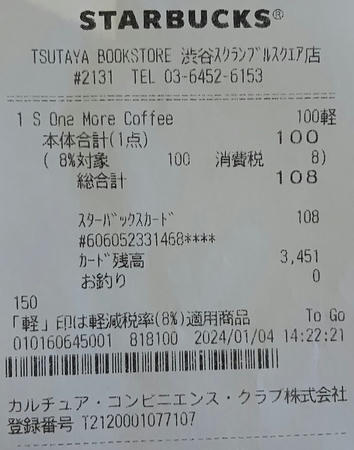 STARBUCKS®
TSUTAYA BOOKSTORE 渋谷スクランブルスクエア店
#2131 TEL 03-6452-6153
1 S One More Coffee 100軽
本体合計(1点) 100
( 8%対象 100 消費税 8)
総合計 108
スターバックスカード 108
#606052331468****
カード残高 3,451
お釣り 0
150
「軽」印は軽減税率(8%)適用商品 To Go
010160645001 818100 2024/01/04 14:22:21
カルチュア・コンビニエンス・クラブ株式会社
登録番号 T2120001077107